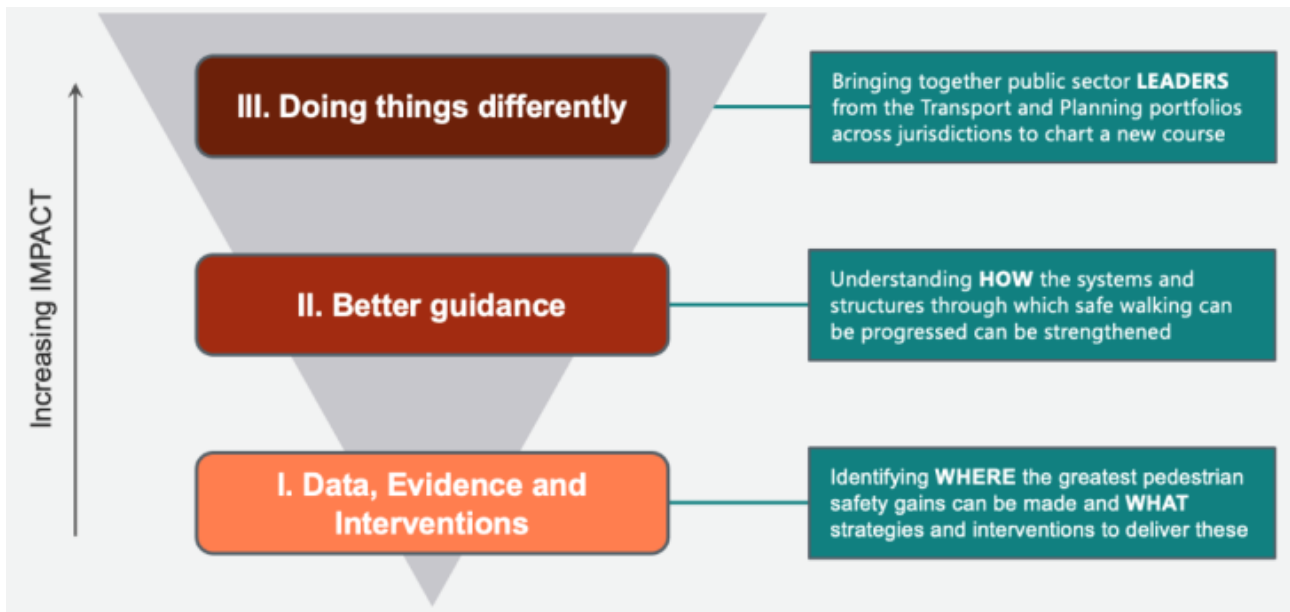 III. Doing things differently
Bringing together public sector LEADERS
from the Transport and Planning portfolios
across jurisdictions to chart a new course
Increasing IMPACT
II. Better guidance
Understanding HOW the systems and
structures through which safe walking can
be progressed can be strengthened
I. Data, Evidence and
Interventions
Identifying WHERE the greatest pedestrian
safety gains can be made and WHAT
strategies and interventions to deliver these